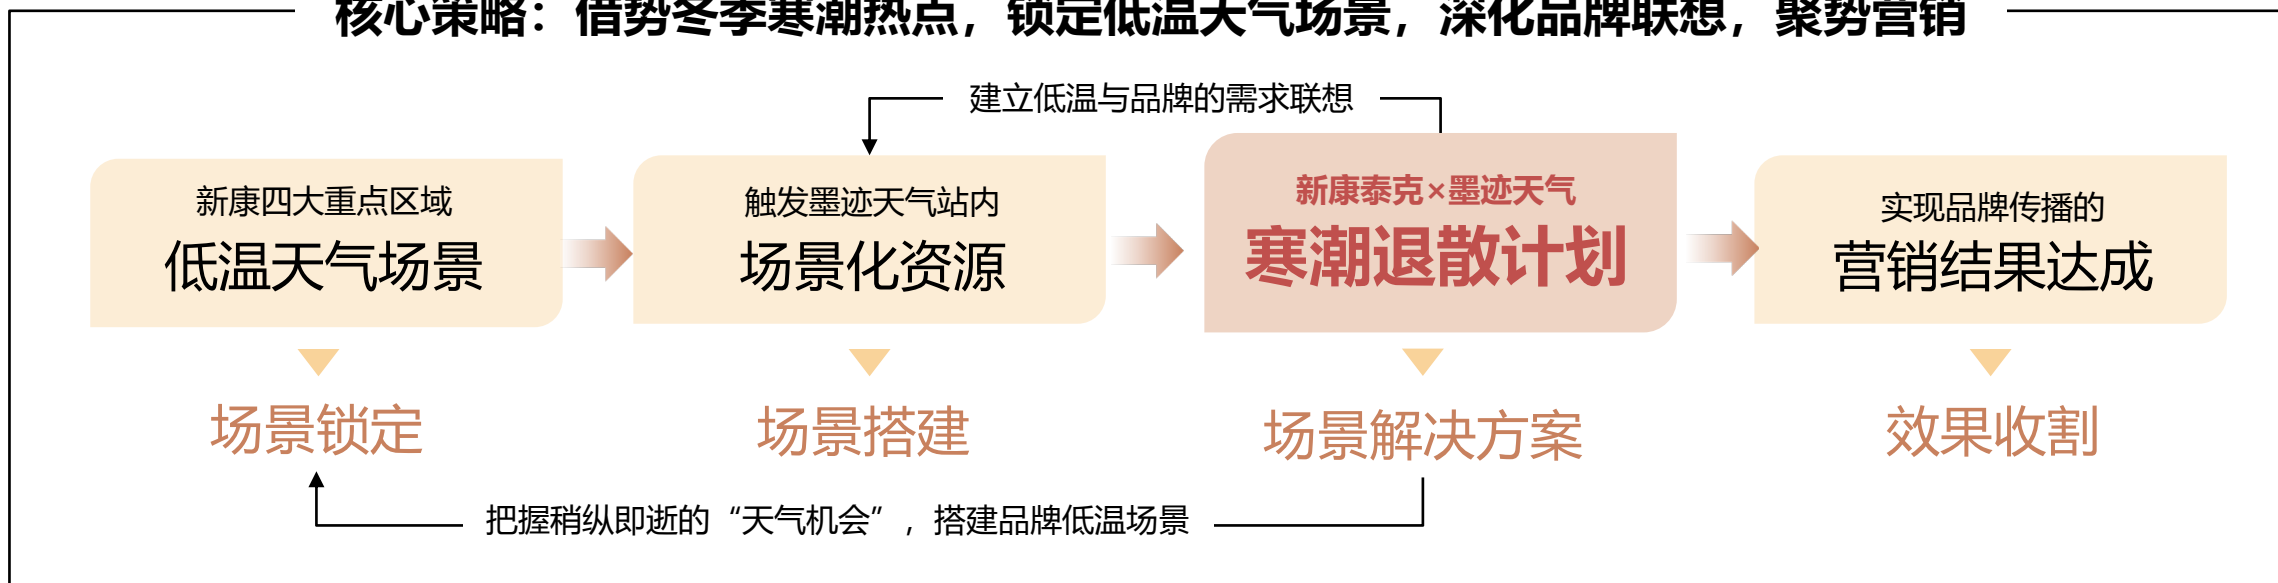 核心策略：借势冬季寒潮热点，锁定低温天气场景，深化品牌联想，聚势营销
建立低温与品牌的需求联想
新康四大重点区域
低温天气场景
触发墨迹天气站内
场景化资源
新康泰克×墨迹天气
寒潮退散计划
实现品牌传播的
营销结果达成
场景锁定
场景搭建
场景解决方案
效果收割
把握稍纵即逝的“天气机会”，搭建品牌低温场景